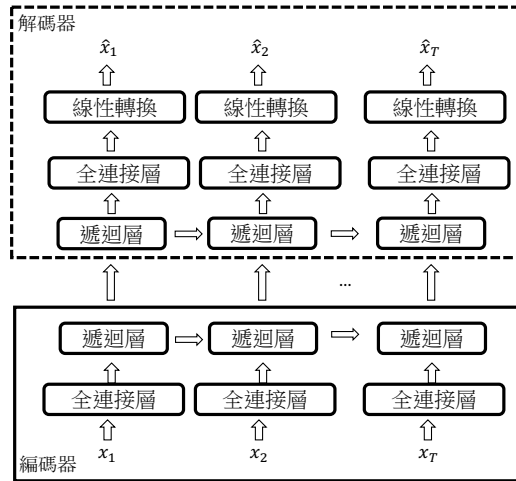 解碼器
x̂₁ x̂₂ x̂T
線性轉換 線性轉換 線性轉換
全連接層 全連接層 全連接層
遞迴層 遞迴層 遞迴層
...
遞迴層 遞迴層 遞迴層
全連接層 全連接層 全連接層
x₁ x₂ xT
編碼器